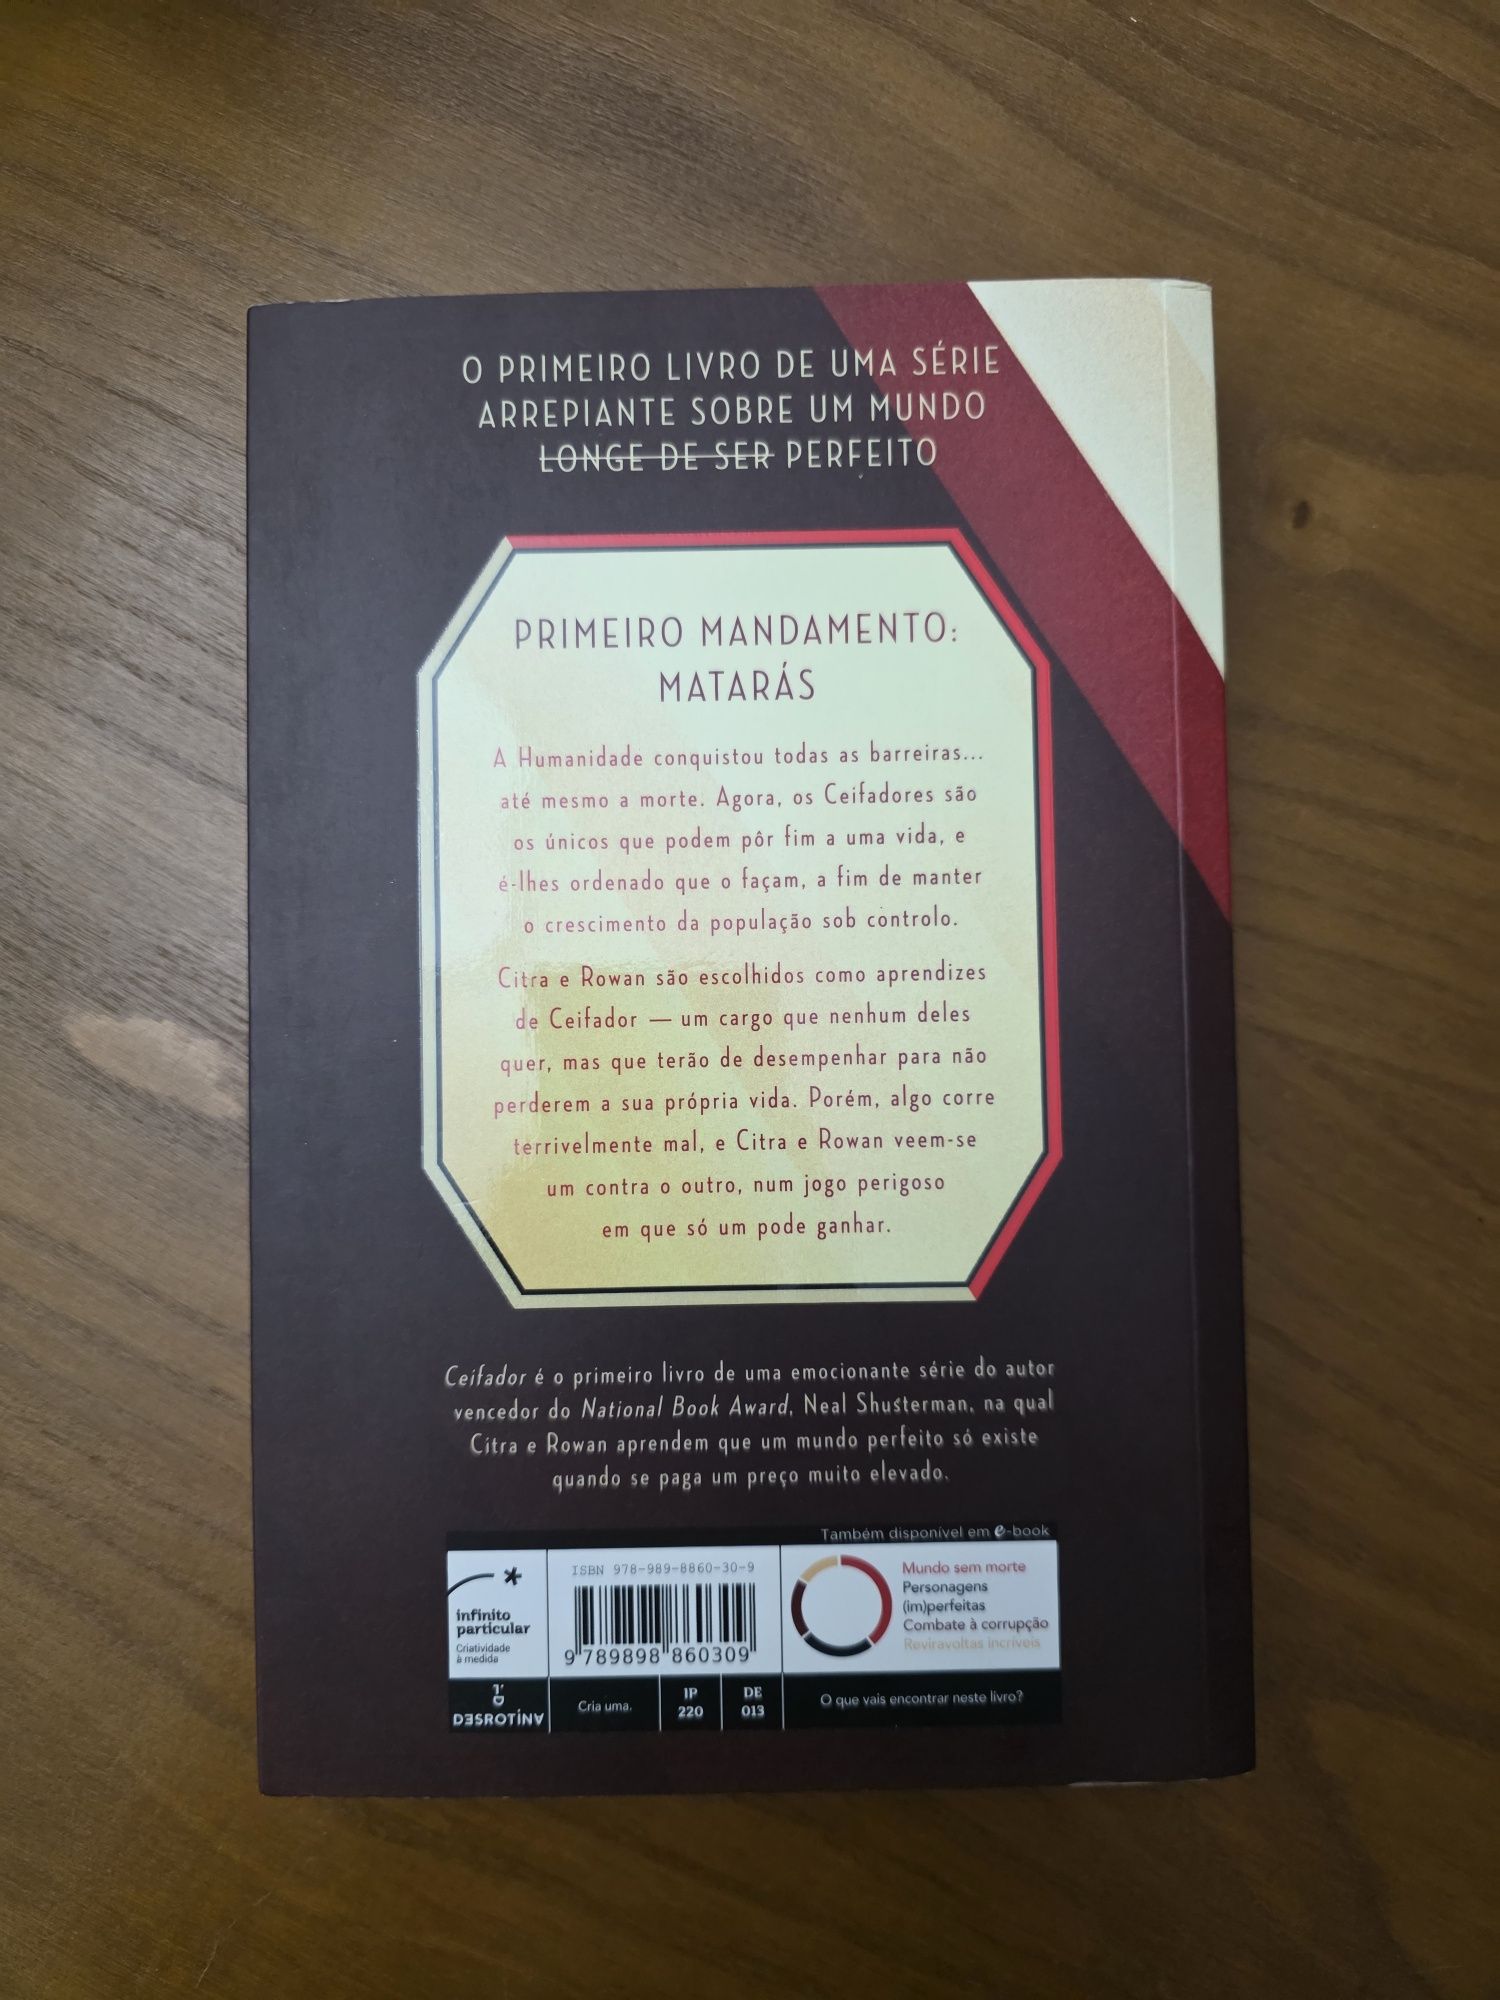 O PRIMEIRO LIVRO DE UMA SÉRIE
ARREPIANTE SOBRE UM MUNDO
LONGE DE SER PERFEITO
PRIMEIRO MANDAMENTO:
MATARÁS
A Humanidade conquistou todas as barreiras...
até mesmo a morte. Agora, os Ceifadores são
os únicos que podem pôr fim a uma vida, e
é-lhes ordenado que o façam, a fim de manter
o crescimento da população sob controlo.
Citra e Rowan são escolhidos como aprendizes
de Ceifador — um cargo que nenhum deles
quer, mas que terão de desempenhar para não
perderem a sua própria vida. Porém, algo corre
terrivelmente mal, e Citra e Rowan veem-se
um contra o outro, num jogo perigoso
em que só um pode ganhar.
Ceifador é o primeiro livro de uma emocionante série do autor
vencedor do National Book Award, Neal Shusterman, na qual
Citra e Rowan aprendem que um mundo perfeito só existe
quando se paga um preço muito elevado.
Também disponível em e-book
infinito
particular
Criatividade
à medida
ISBN 978-989-8860-30-9
9 789898 860309
Mundo sem morte
Personagens
(im)perfeitas
Combate à corrupção
Reviravoltas incríveis
DESROTINA
Cria uma.
IP
220
DE
013
O que vais encontrar neste livro?